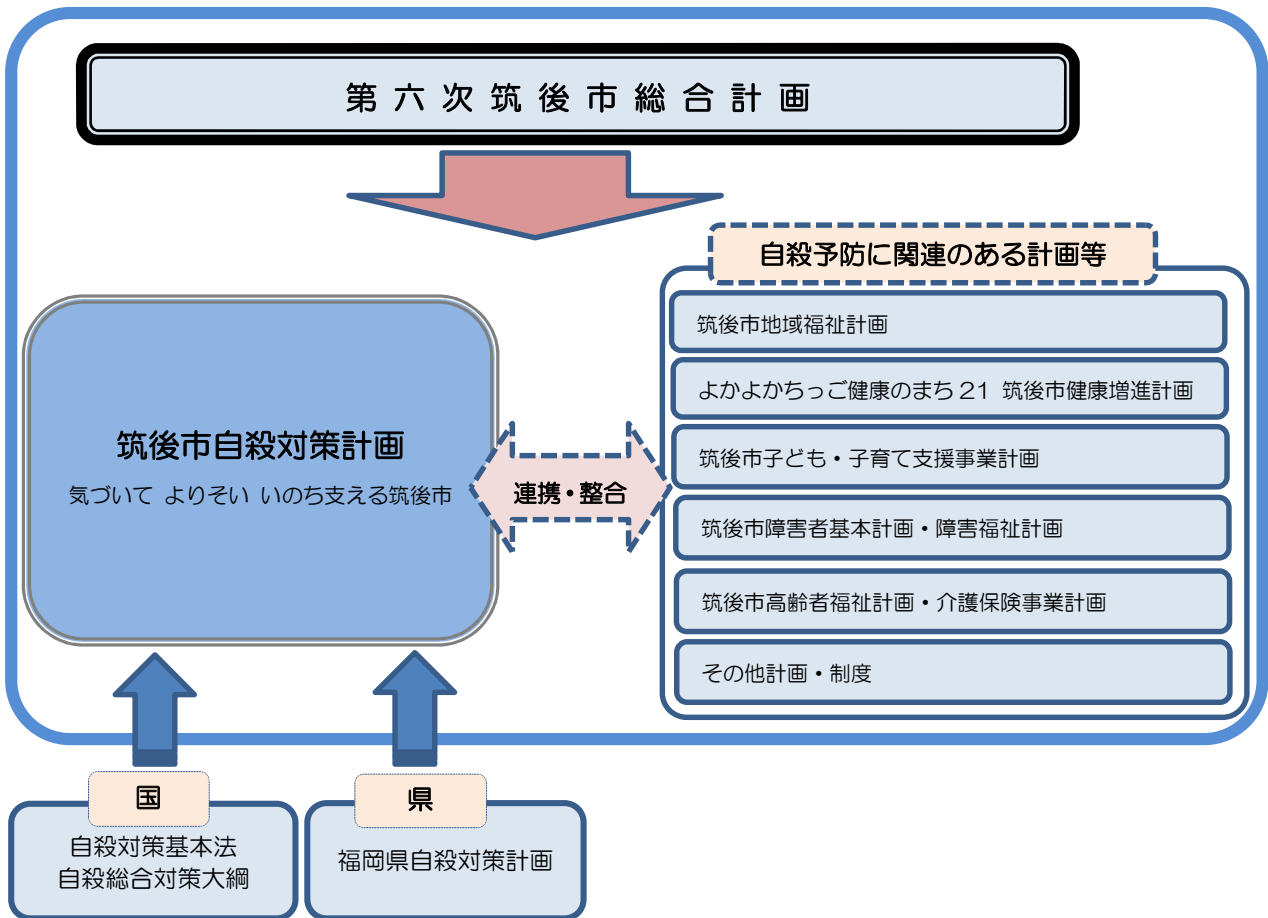 第六次筑後市総合計画
自殺予防に関連のある計画等
筑後市地域福祉計画
よかよかちっご健康のまち21 筑後市健康増進計画
筑後市子ども・子育て支援事業計画
筑後市障害者基本計画・障害福祉計画
筑後市高齢者福祉計画・介護保険事業計画
その他計画・制度
筑後市自殺対策計画
気づいて よりそい いのち支える筑後市
連携・整合
国
自殺対策基本法
自殺総合対策大綱
県
福岡県自殺対策計画